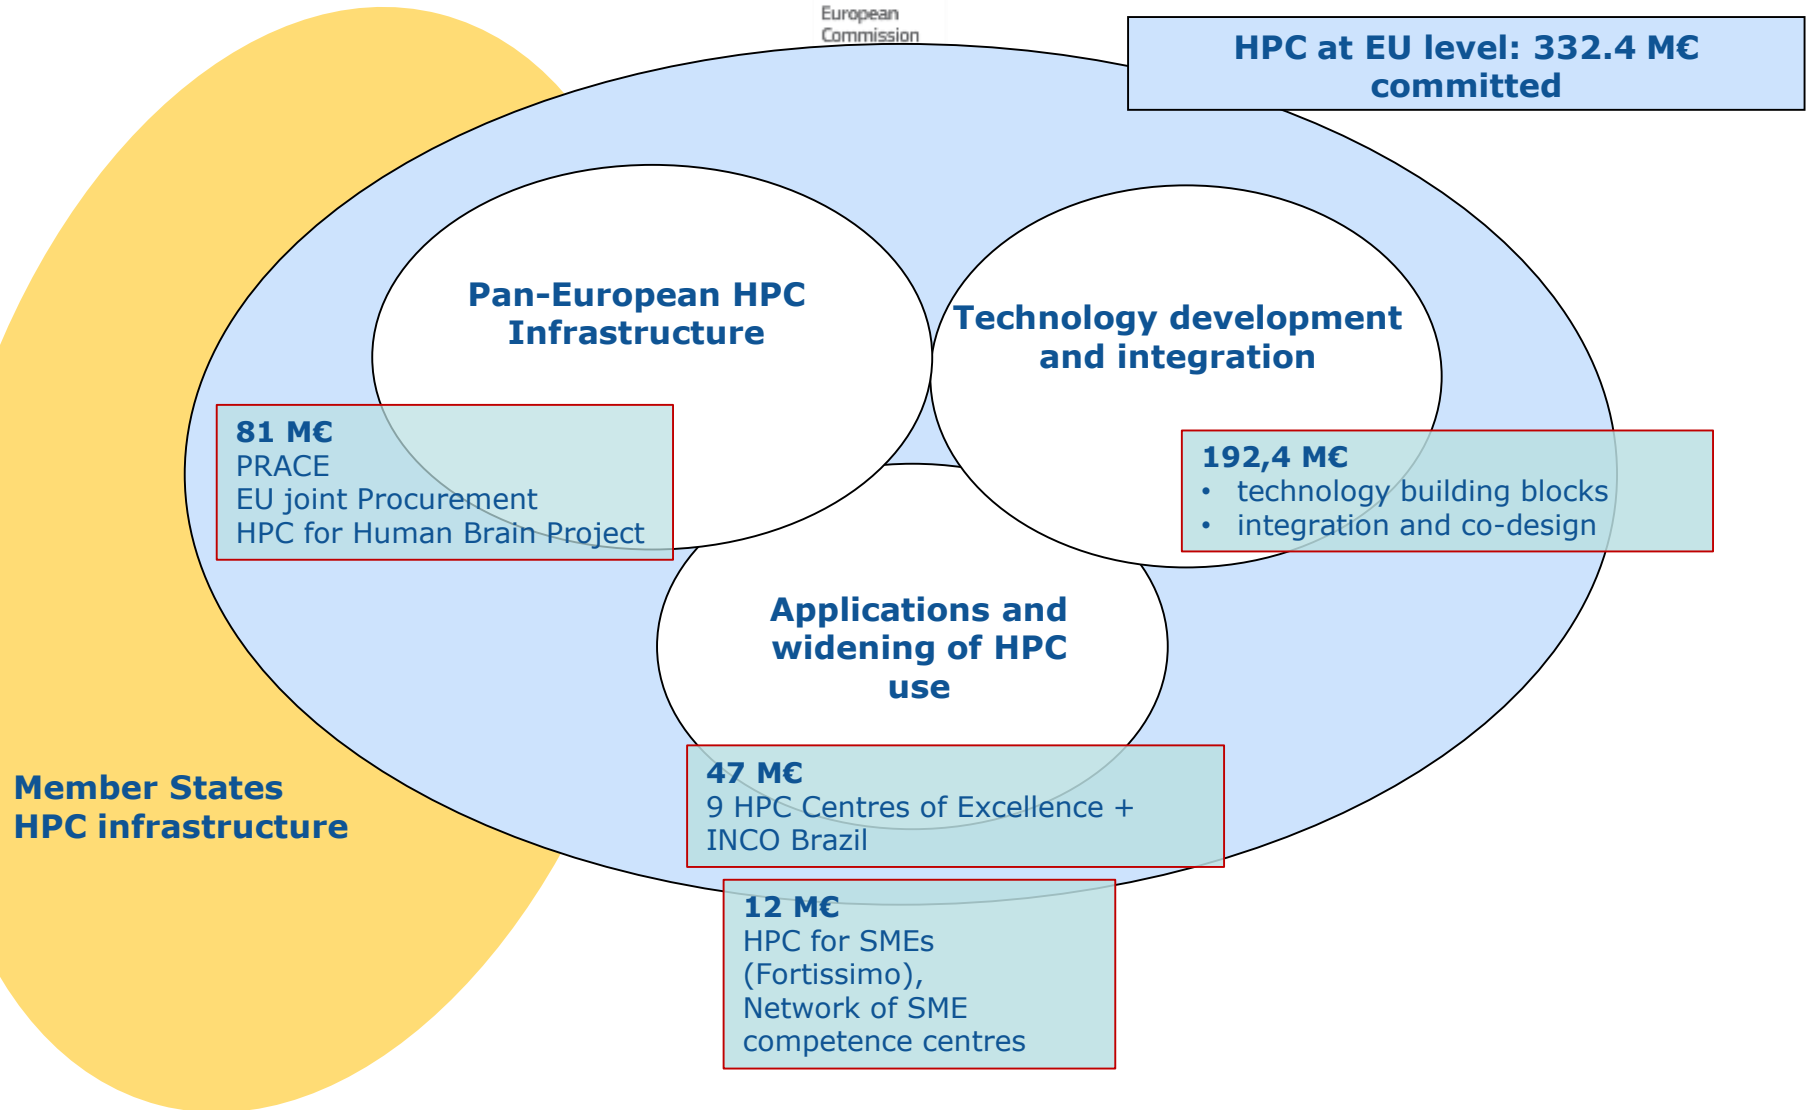 European
Commission
HPC at EU level: 332.4 M€
committed
Pan-European HPC
Infrastructure
Technology development
and integration
81 M€
PRACE
EU joint Procurement
HPC for Human Brain Project
192,4 M€
• technology building blocks
• integration and co-design
Applications and
widening of HPC
use
47 M€
9 HPC Centres of Excellence +
INCO Brazil
Member States
HPC infrastructure
12 M€
HPC for SMEs
(Fortissimo),
Network of SME
competence centres